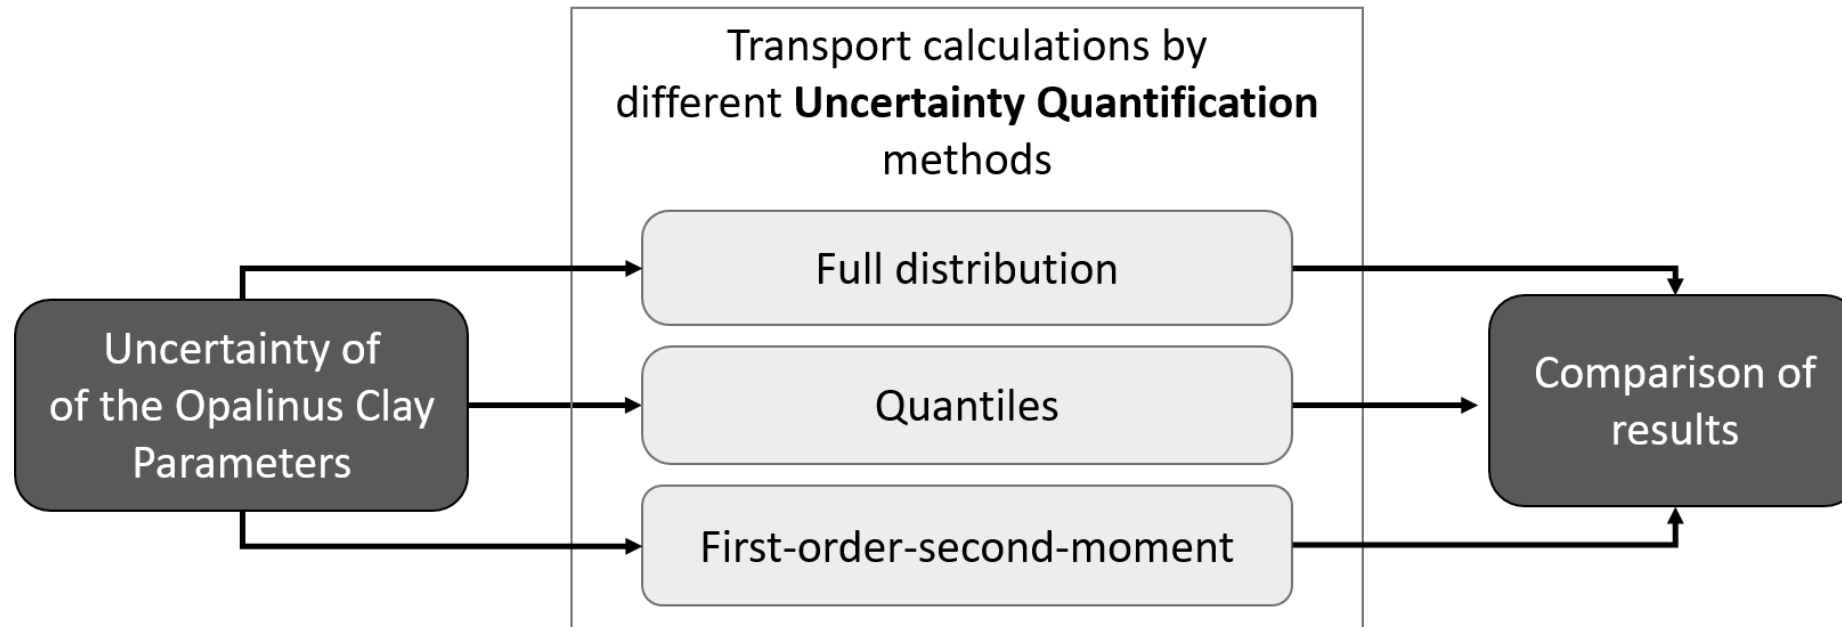 Transport calculations by
different Uncertainty Quantification
methods
Full distribution
Uncertainty of
of the Opalinus Clay
Parameters
Quantiles
Comparison of
results
First-order-second-moment